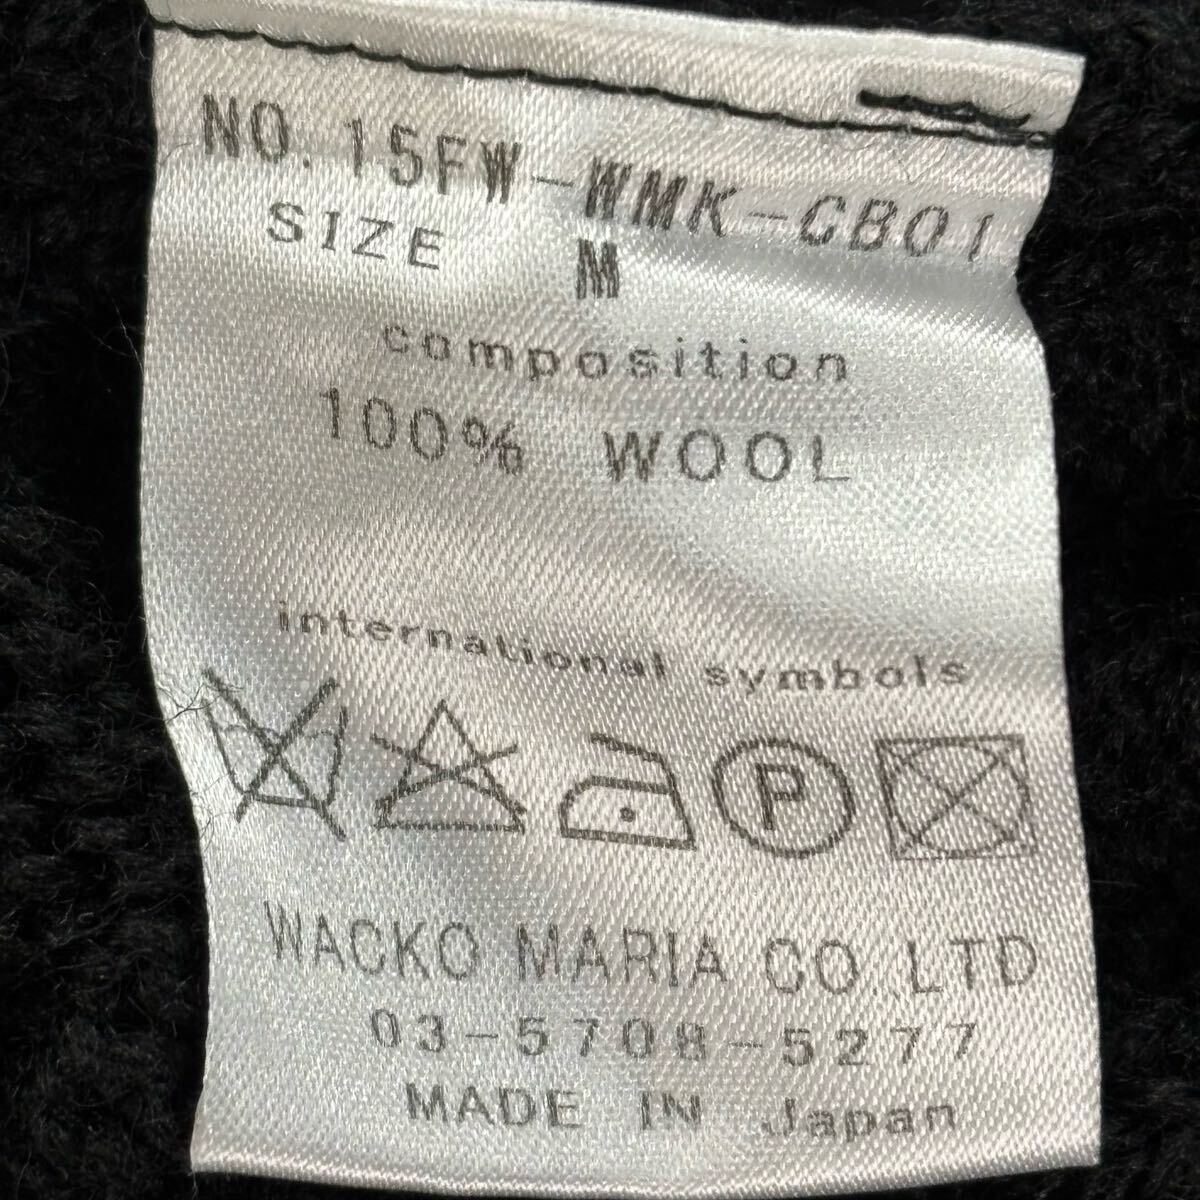 NO. 15FW-WMK-CB01
SIZE M
composition
100% WOOL
international symbols
P
WACKO MARIA CO.,LTD
03-5708-5277
MADE IN Japan